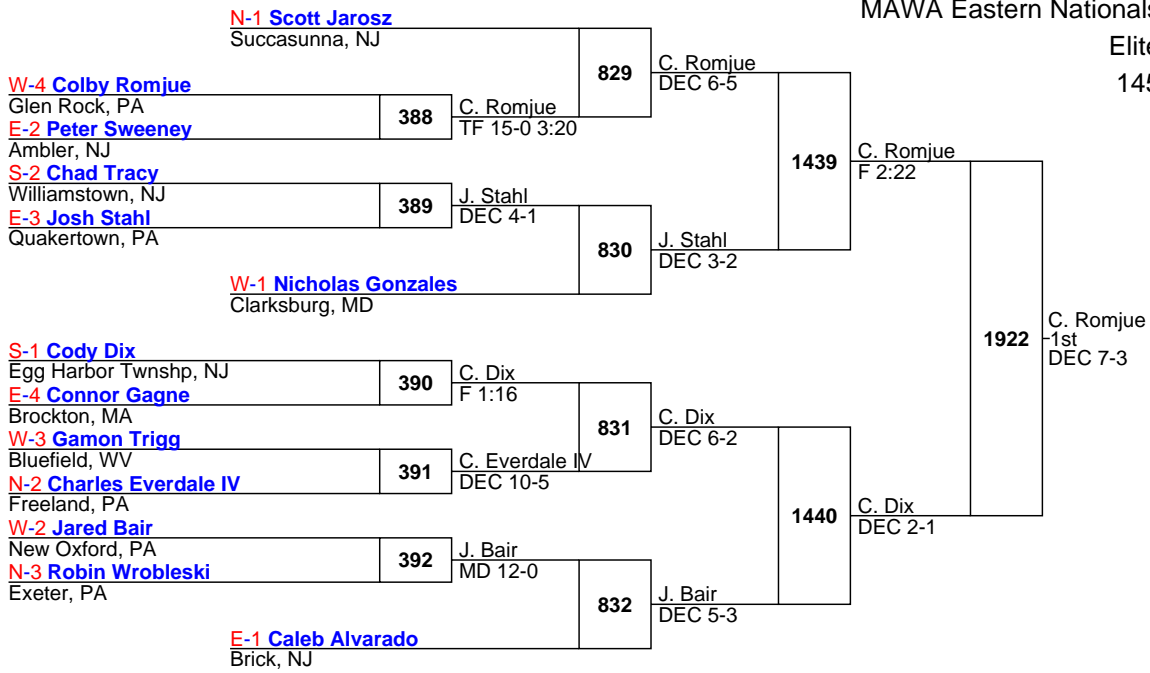 MAWA Eastern Nationals
Elite
145
N-1 Scott Jarosz
Succasunna, NJ
W-4 Colby Romjue
Glen Rock, PA
E-2 Peter Sweeney
Ambler, NJ
S-2 Chad Tracy
Williamstown, NJ
E-3 Josh Stahl
Quakertown, PA
W-1 Nicholas Gonzales
Clarksburg, MD
S-1 Cody Dix
Egg Harbor Twnshp, NJ
E-4 Connor Gagne
Brockton, MA
W-3 Gamon Trigg
Bluefield, WV
N-2 Charles Everdale IV
Freeland, PA
W-2 Jared Bair
New Oxford, PA
N-3 Robin Wrobleski
Exeter, PA
E-1 Caleb Alvarado
Brick, NJ
388
C. Romjue
TF 15-0 3:20
389
J. Stahl
DEC 4-1
390
C. Dix
F 1:16
391
C. Everdale IV
DEC 10-5
392
J. Bair
MD 12-0
829
C. Romjue
DEC 6-5
830
J. Stahl
DEC 3-2
831
C. Dix
DEC 6-2
832
J. Bair
DEC 5-3
1439
C. Romjue
F 2:22
1440
C. Dix
DEC 2-1
1922
C. Romjue
1st
DEC 7-3